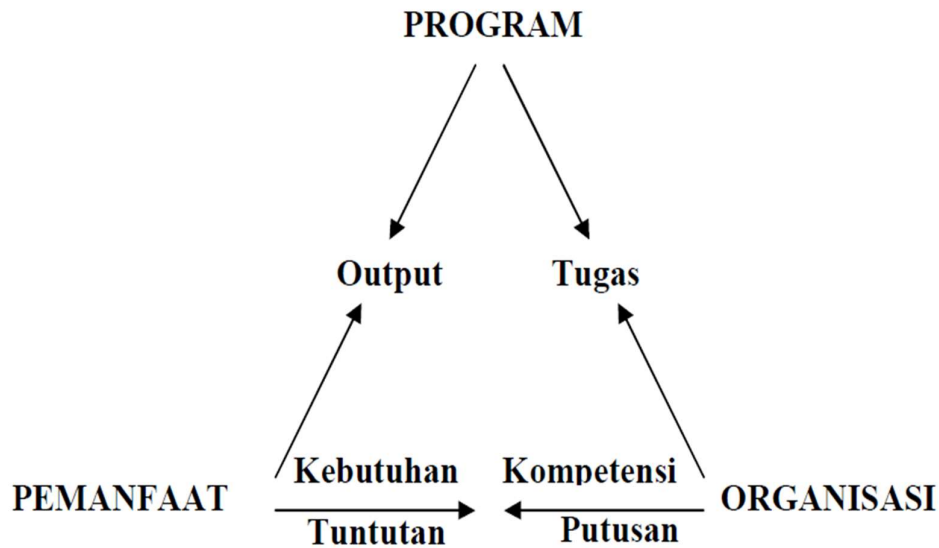 PROGRAM
Output Tugas
Kebutuhan Kompetensi
PEMANFAAT ORGANISASI
Tuntutan Putusan